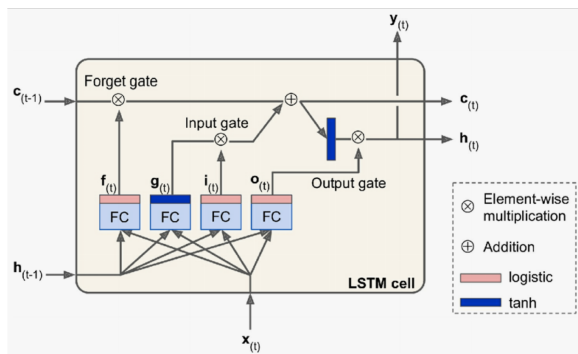 y(t)
Forget gate
c(t-1)
c(t)
Input gate
h(t)
f(t) g(t) i(t) o(t)
Output gate
FC FC FC FC
Element-wise
multiplication
Addition
logistic
tanh
h(t-1)
LSTM cell
x(t)